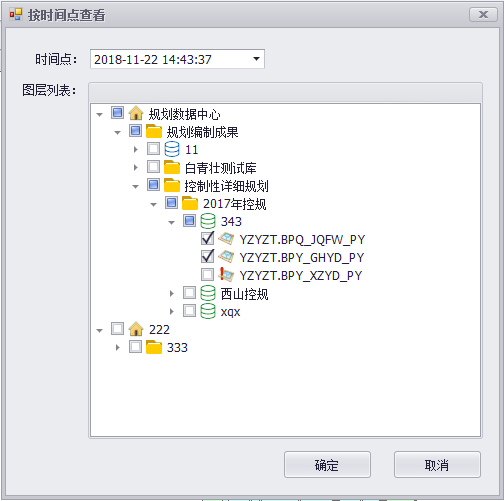 按时间点查看
时间点： 2018-11-22 14:43:37
图层列表：
规划数据中心
规划编制成果
11
白青壮测试库
控制性详细规划
2017年控规
343
YZYZT.BPQ_JQFW_PY
YZYZT.BPY_GHYD_PY
YZYZT.BPY_XZYD_PY
西山控规
xqx
222
333
确定 取消